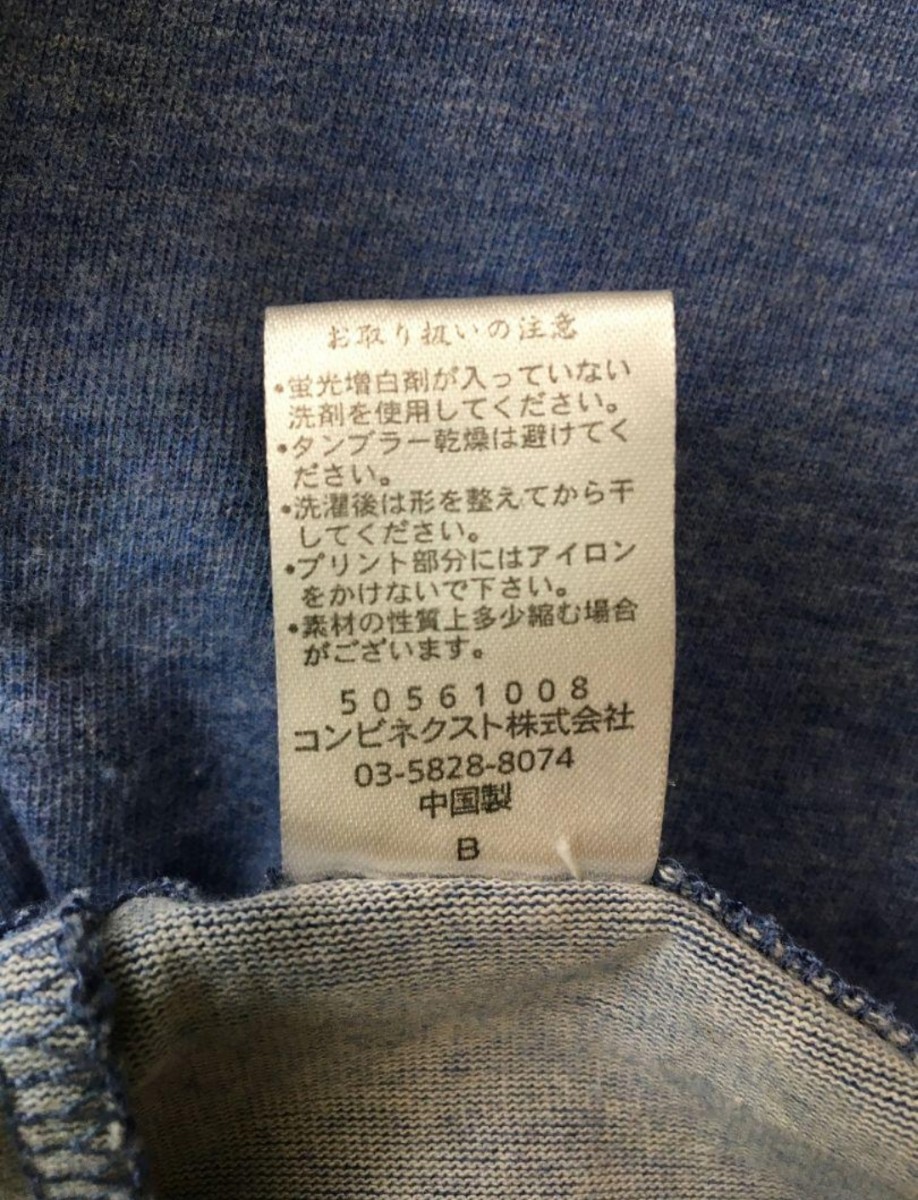 お取り扱いの注意
•蛍光増白剤が入っていない
洗剤を使用してください。
•タンブラー乾燥は避けてく
ださい。
•洗濯後は形を整えてから干
してください。
•プリント部分にはアイロン
をかけないで下さい。
•素材の性質上多少縮む場合
がございます。
50561008
コンビネクスト株式会社
03-5828-8074
中国製
B